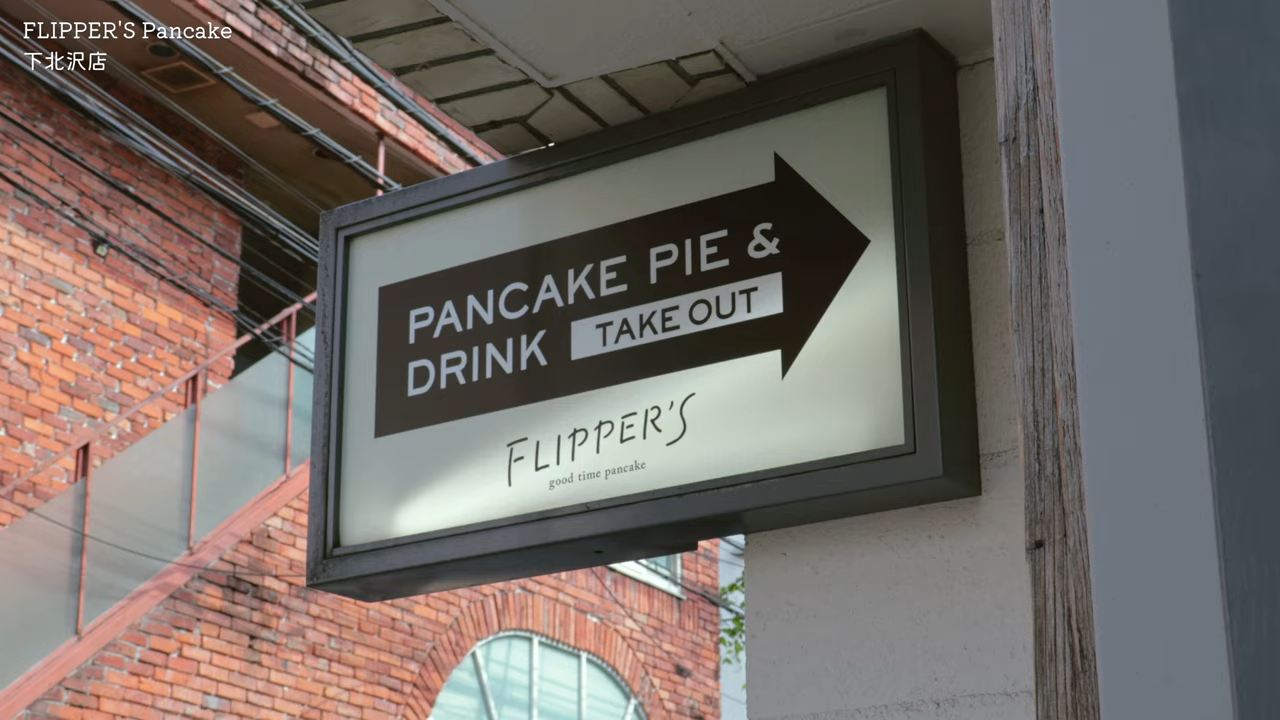 FLIPPER'S Pancake
下北沢店
PANCAKE PIE &
DRINK TAKE OUT
FLIPPER'S
good time pancake